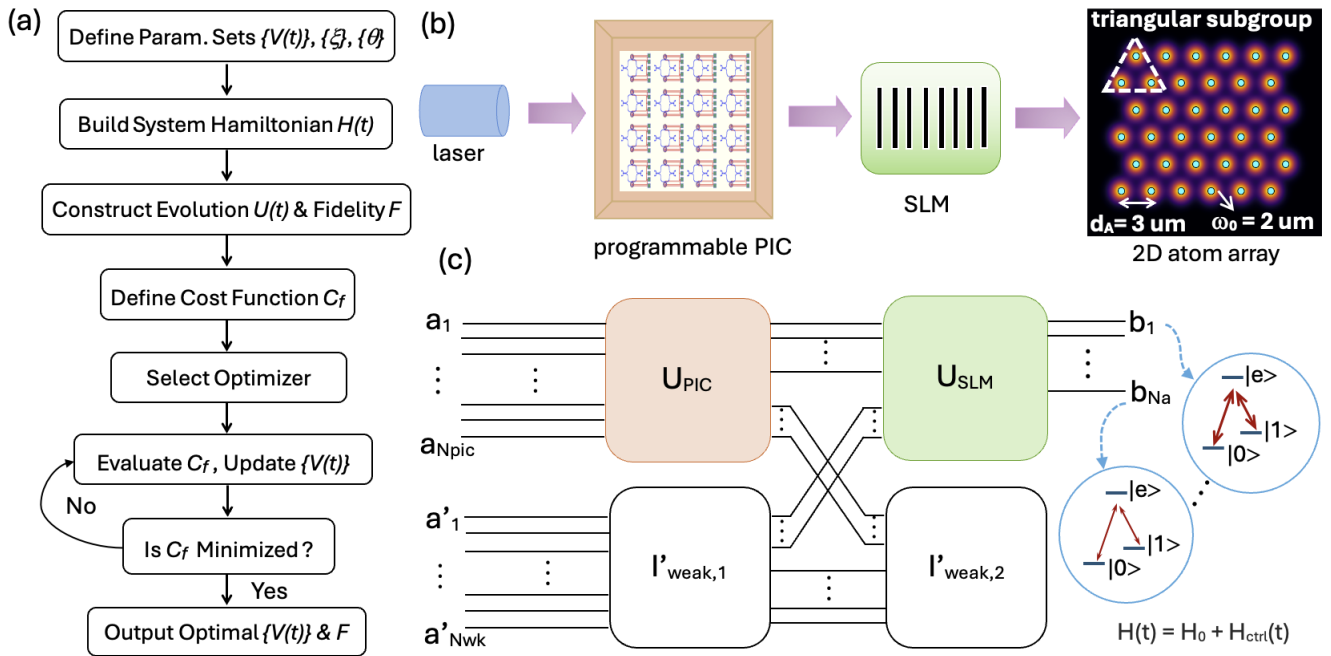 (a)
Define Param. Sets {V(t)}, {ξ}, {θ}
Build System Hamiltonian H(t)
Construct Evolution U(t) & Fidelity F
Define Cost Function Cf
Select Optimizer
Evaluate Cf, Update {V(t)}
No
Is Cf Minimized ?
Yes
Output Optimal {V(t)} & F
(b)
laser
programmable PIC
SLM
triangular subgroup
dA= 3 um
ω0 = 2 um
2D atom array
(c)
a1
aNpic
a'1
a'Nwk
UPIC
USLM
I'weak,1
I'weak,2
b1
bNa
|e>
|1>
|0>
|e>
|1>
|0>
H(t) = H0 + Hctrl(t)